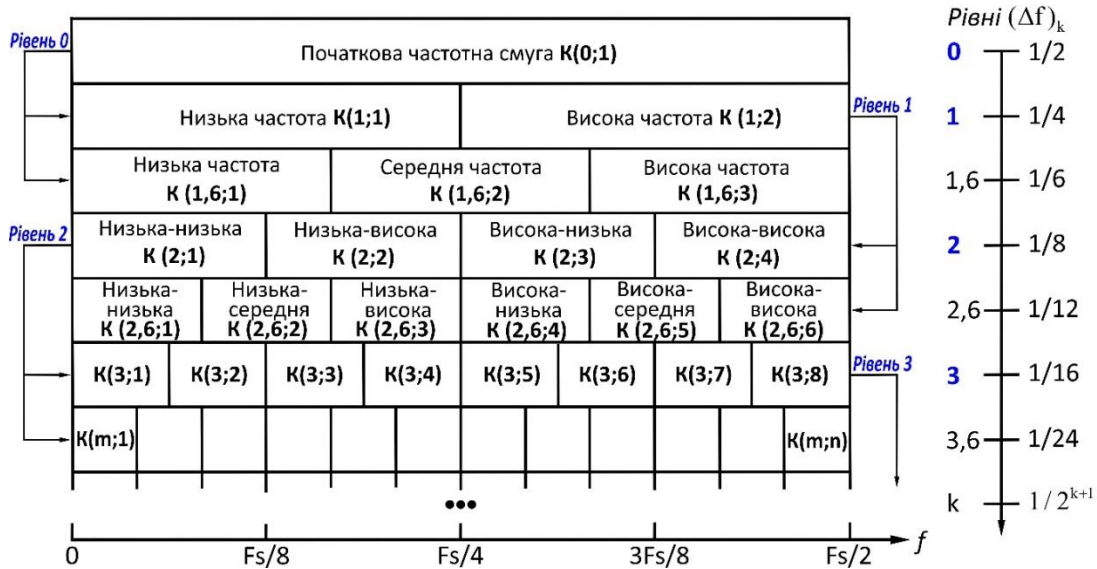 Рівні (Δf)ₖ
Рівень 0
Початкова частотна смуга К(0;1)
0 1/2
Низька частота К(1;1)
Висока частота К (1;2)
Рівень 1
1 1/4
Низька частота
К (1,6;1)
Середня частота
К (1,6;2)
Висока частота
К (1,6;3)
1,6 1/6
Рівень 2
Низька-низька
К (2;1)
Низька-висока
К (2;2)
Висока-низька
К (2;3)
Висока-висока
К (2;4)
2 1/8
Низька-
низька
К (2,6;1)
Низька-
середня
К (2,6;2)
Низька-
висока
К (2,6;3)
Висока-
низька
К (2,6;4)
Висока-
середня
К (2,6;5)
Висока-
висока
К (2,6;6)
2,6 1/12
К(3;1) К(3;2) К(3;3) К(3;4) К(3;5) К(3;6) К(3;7) К(3;8)
Рівень 3
3 1/16
К(m;1) К(m;n)
3,6 1/24
•••
k 1/2ᵏ⁺¹
0 Fs/8 Fs/4 3Fs/8 Fs/2 f